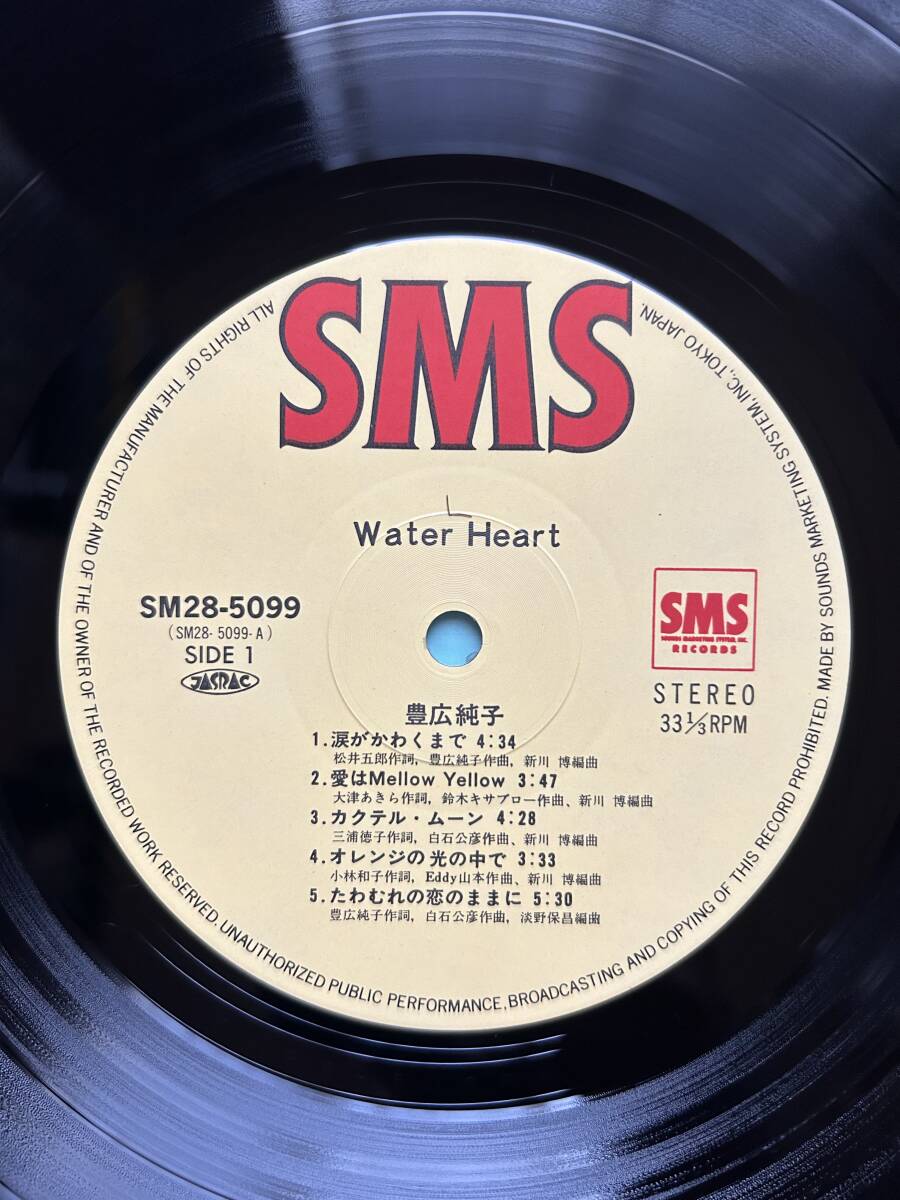 SMS
Water Heart
SM28-5099
(SM28-5099-A)
SIDE 1
JASRAC
SMS
SOUNDS MARKETING SYSTEM, INC.
RECORDS
STEREO
33 1/3 RPM
豊広純子
1.涙がかわくまで 4:34
松井五郎作詞,豊広純子作曲、新川 博編曲
2.愛はMellow Yellow 3:47
大津あきら作詞,鈴木キサブロー作曲、新川 博編曲
3.カクテル・ムーン 4:28
三浦徳子作詞,白石公彦作曲、新川 博編曲
4.オレンジの光の中で 3:33
小林和子作詞,Eddy山本作曲、新川 博編曲
5.たわむれの恋のままに 5:30
豊広純子作詞,白石公彦作曲,淡野保昌編曲
ALL RIGHTS OF THE MANUFACTURER AND OF THE OWNER OF THE RECORDED WORK RESERVED. UNAUTHORIZED PUBLIC PERFORMANCE, BROADCASTING AND COPYING OF THIS RECORD PROHIBITED. MADE BY SOUNDS MARKETING SYSTEM, INC., TOKYO JAPAN.